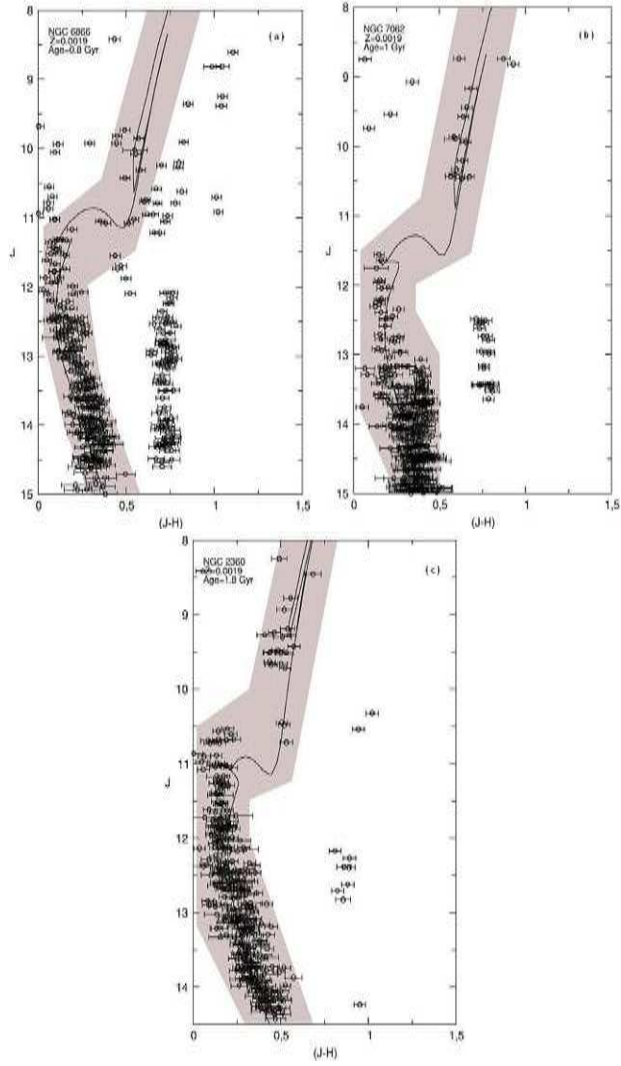 NGC 6866
Z=0.0019
Age=0.8 Gyr
(a)
8
9
10
11
12
13
14
15
J
0
0,5
1
1,5
(J-H)
NGC 7062
Z=0.0019
Age=1 Gyr
(b)
8
9
10
11
12
13
14
15
J
0
0,5
1
1,5
(J-H)
NGC 2360
Z=0.0019
Age=1.8 Gyr
(c)
8
9
10
11
12
13
14
J
0
0,5
1
1,5
(J-H)